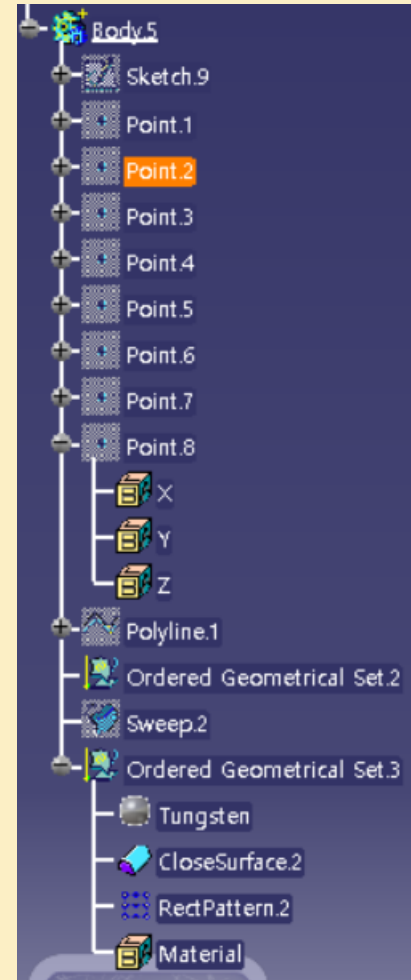 Body.5
Sketch.9
Point.1
Point.2
Point.3
Point.4
Point.5
Point.6
Point.7
Point.8
X
Y
Z
Polyline.1
Ordered Geometrical Set.2
Sweep.2
Ordered Geometrical Set.3
Tungsten
CloseSurface.2
RectPattern.2
Material